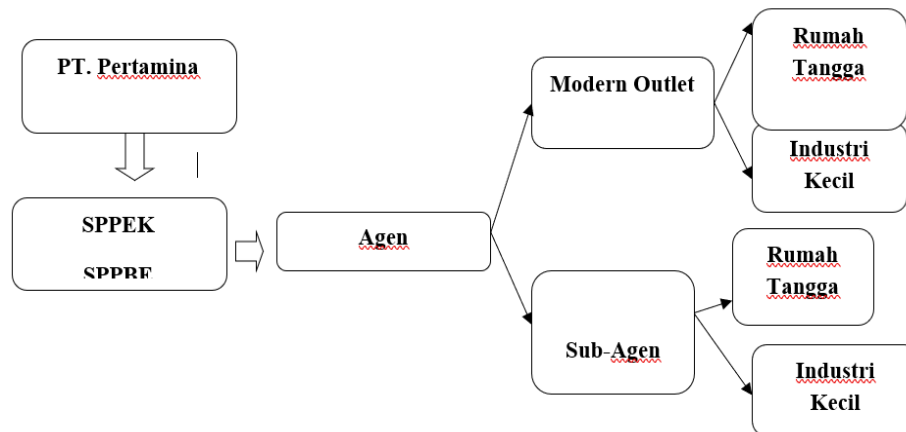 PT. Pertamina
SPPEK
Agen
Modern Outlet
Rumah
Tangga
Industri
Kecil
Sub-Agen
Rumah
Tangga
Industri
Kecil